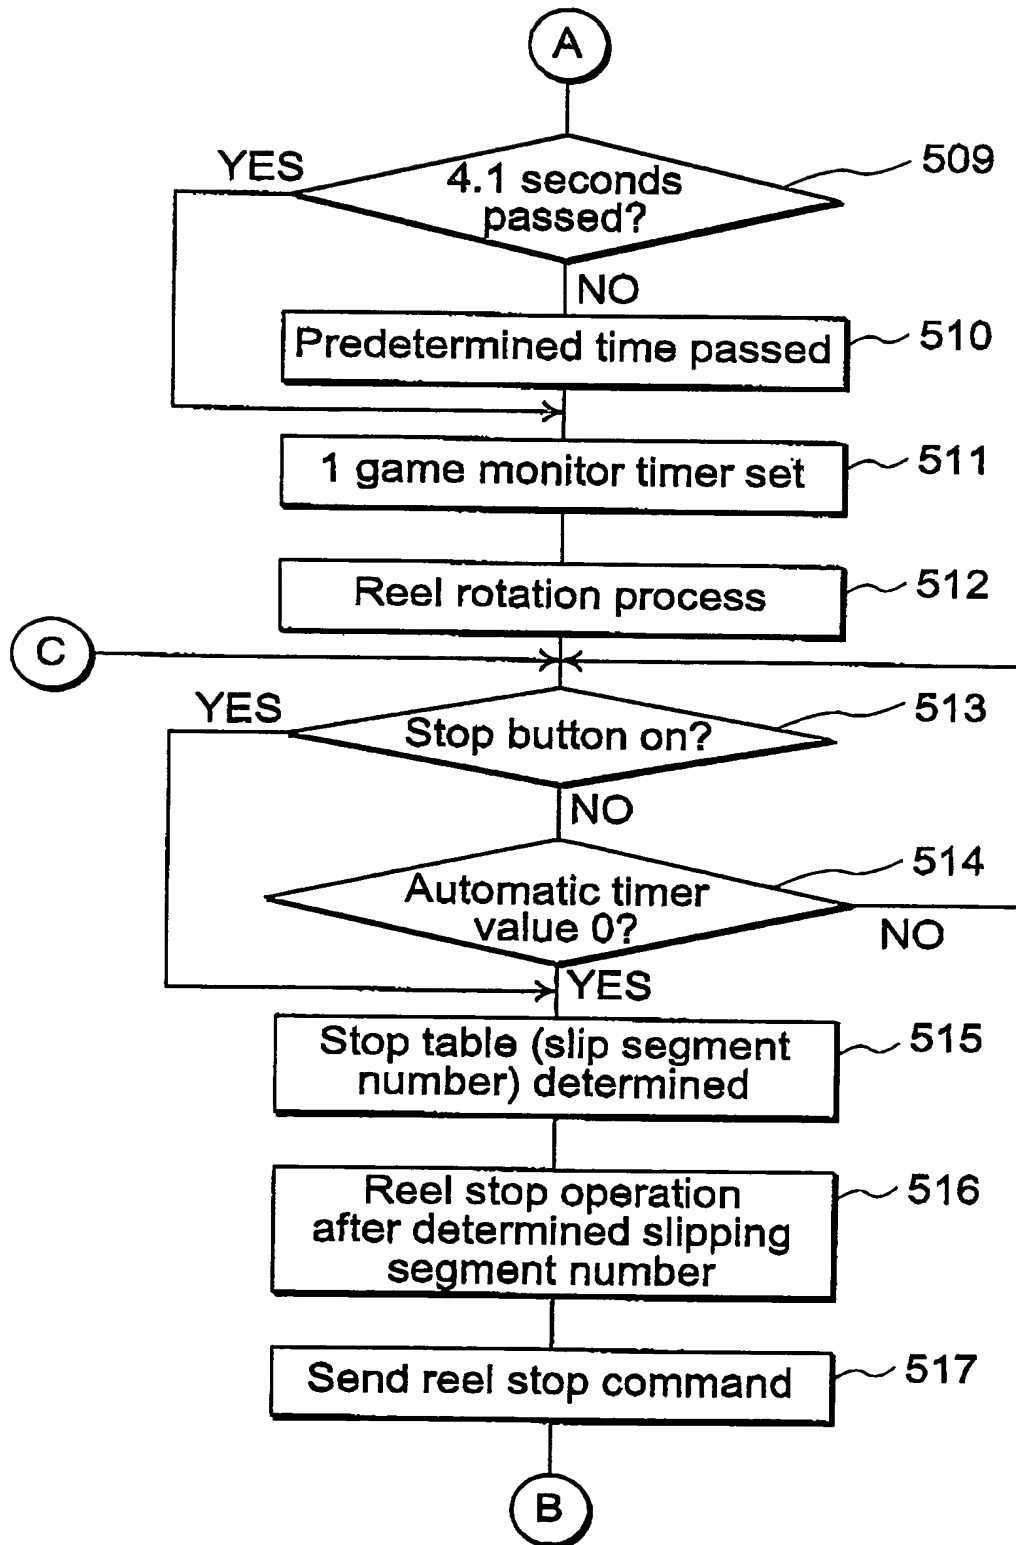 A
YES
4.1 seconds
passed?
509
NO
Predetermined time passed
510
1 game monitor timer set
511
Reel rotation process
512
C
YES
Stop button on?
513
NO
Automatic timer
value 0?
514
NO
YES
Stop table (slip segment
number) determined
515
Reel stop operation
after determined slipping
segment number
516
Send reel stop command
517
B